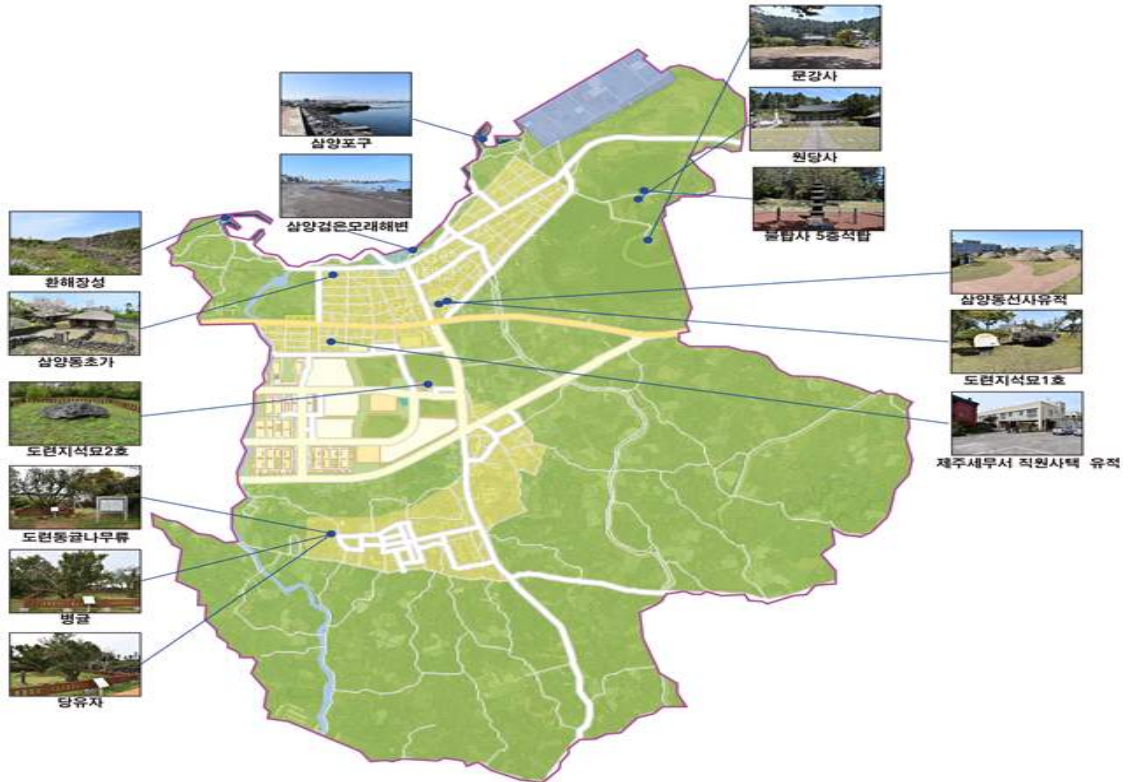 문강사
원당사
불탑사 5층석탑
삼양포구
삼양검은모래해변
환해장성
삼양동초가
도련지석묘2호
도련동귤나무류
병귤
당유자
삼양동선사유적
도련지석묘1호
제주세무서 직원사택 유적